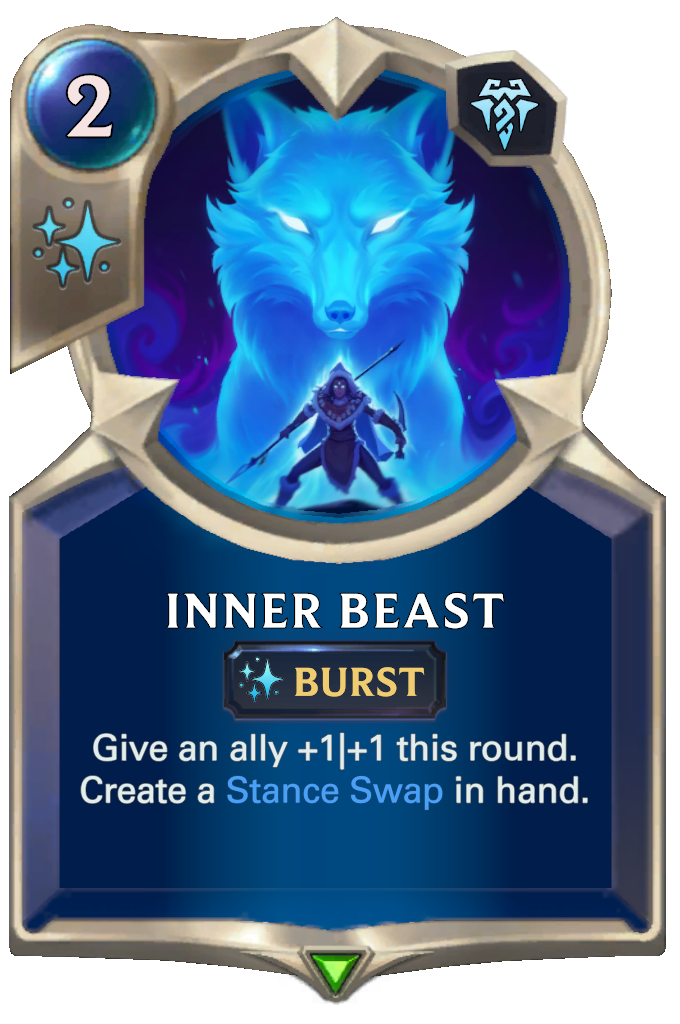 2
INNER BEAST
BURST
Give an ally +1|+1 this round.
Create a Stance Swap in hand.